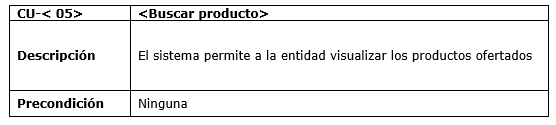 CU-< 05> <Buscar producto>
Descripción El sistema permite a la entidad visualizar los productos ofertados
Precondición Ninguna